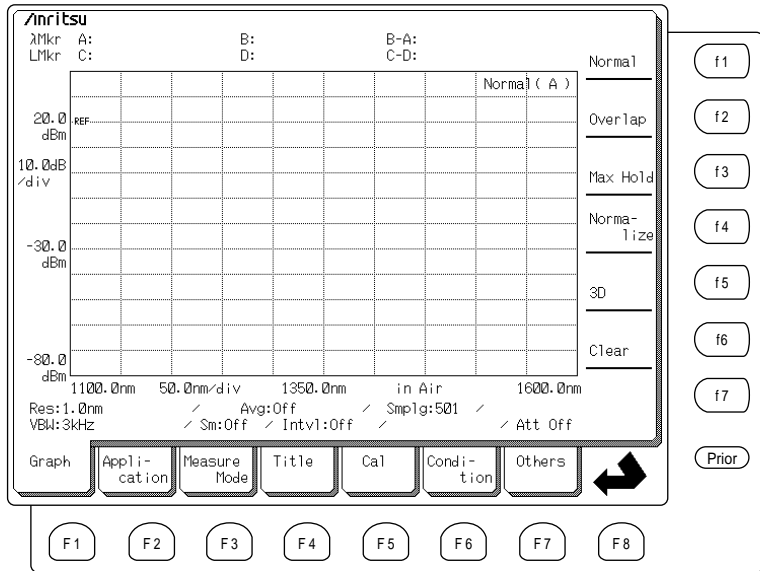 Anritsu
λMkr A: B: B-A:
LMkr C: D: C-D:
Normal ( A )
20.0
dBm
REF
10.0dB
/div
-30.0
dBm
-80.0
dBm
1100.0nm 50.0nm/div 1350.0nm in Air 1600.0nm
Res:1.0nm / Avg:Off / Smplg:501 /
VBW:3kHz / Sm:Off / Intvl:Off / / Att Off
Normal
Overlap
Max Hold
Norma-
lize
3D
Clear
f1
f2
f3
f4
f5
f6
f7
Prior
Graph
Appli-
cation
Measure
Mode
Title
Cal
Condi-
tion
Others
F1
F2
F3
F4
F5
F6
F7
F8